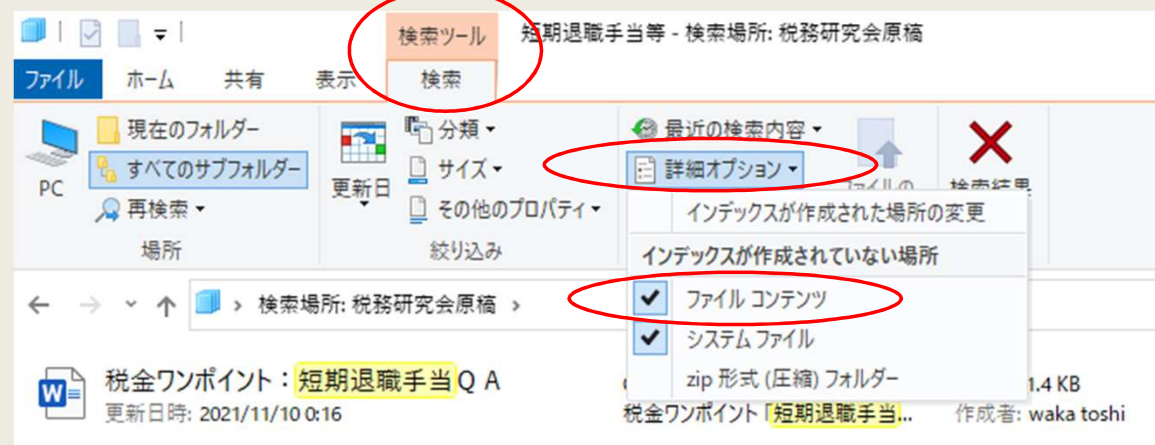 検索ツール 短期退職手当等 - 検索場所: 税務研究会原稿
ファイル ホーム 共有 表示 検索
現在のフォルダー 分類 最近の検索内容
PC すべてのサブフォルダー 更新日 サイズ 詳細オプション
再検索 その他のプロパティ インデックスが作成された場所の変更
場所 絞り込み インデックスが作成されていない場所
検索場所: 税務研究会原稿 ファイル コンテンツ
システム ファイル
税金ワンポイント：短期退職手当ＱＡ zip 形式 (圧縮) フォルダー 1.4 KB
更新日時: 2021/11/10 0:16 税金ワンポイント「短期退職手当... 作成者: waka toshi